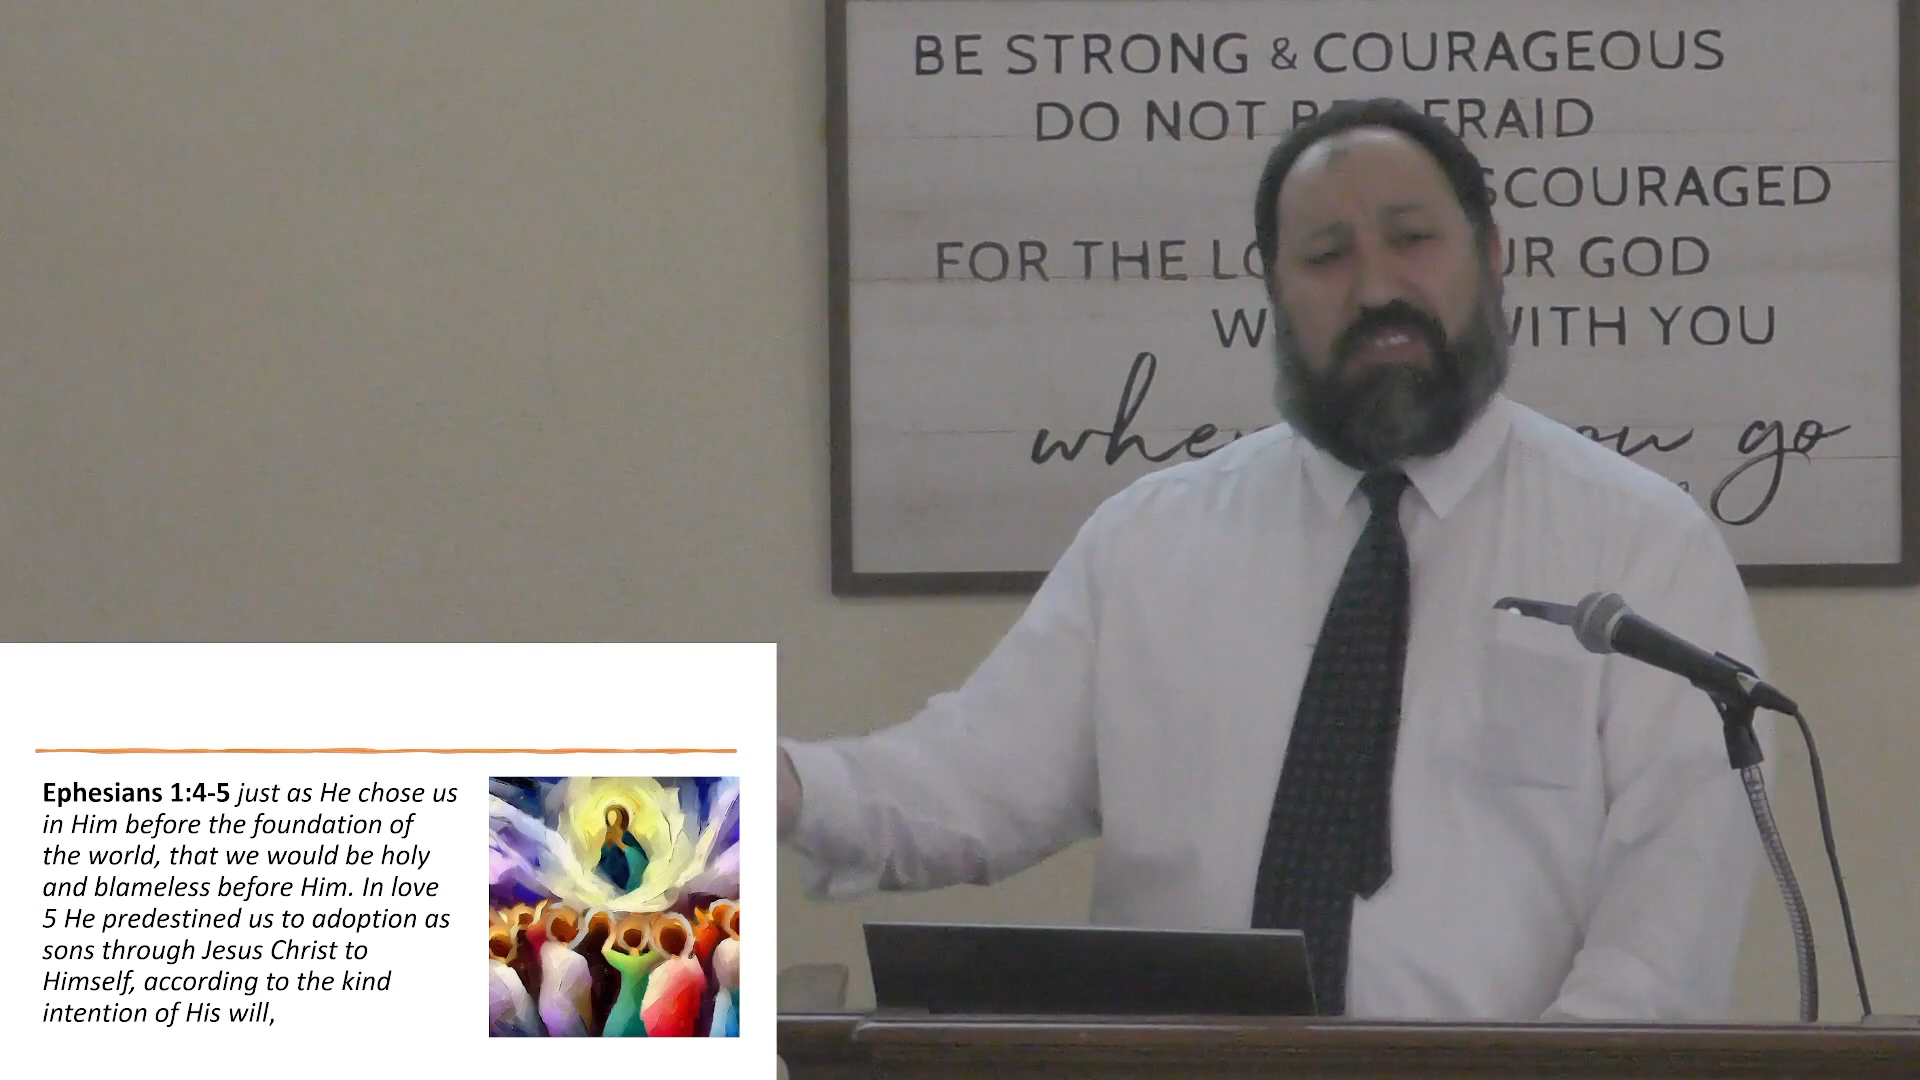 BE STRONG & COURAGEOUS
DO NOT FRAID
SCOURAGED
FOR THE UR GOD
WITH YOU
go
Ephesians 1:4-5 just as He chose us
in Him before the foundation of
the world, that we would be holy
and blameless before Him. In love
5 He predestined us to adoption as
sons through Jesus Christ to
Himself, according to the kind
intention of His will,